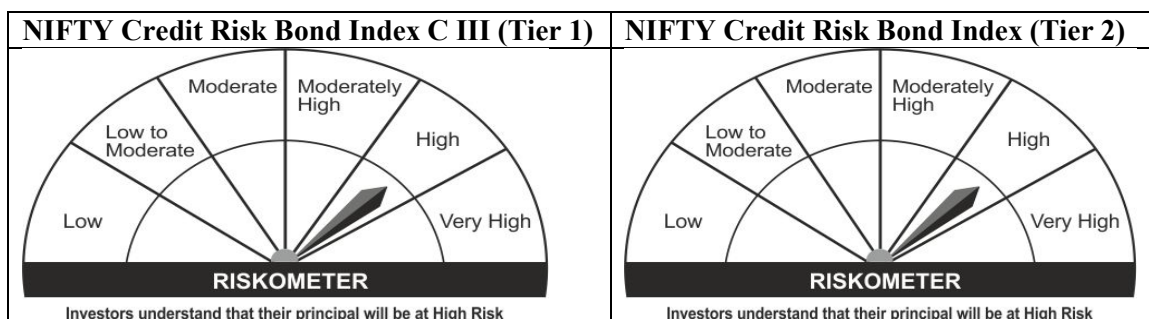 NIFTY Credit Risk Bond Index C III (Tier 1)
Moderate
Moderately
High
Low to
Moderate
High
Low
Very High
RISKOMETER
Investors understand that their principal will be at High Risk
NIFTY Credit Risk Bond Index (Tier 2)
Moderate
Moderately
High
Low to
Moderate
High
Low
Very High
RISKOMETER
Investors understand that their principal will be at High Risk